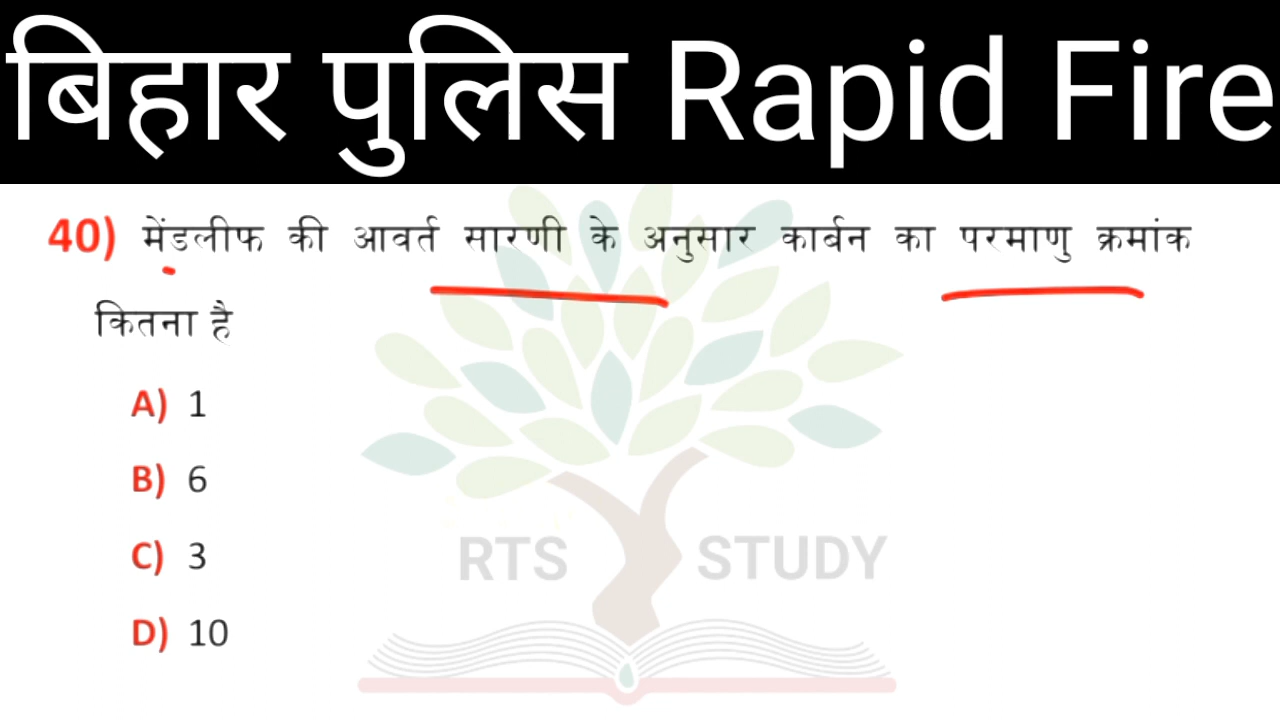 बिहार पुलिस Rapid Fire
40) मेंडलीफ की आवर्त सारणी के अनुसार कार्बन का परमाणु क्रमांक
कितना है
A) 1
B) 6
C) 3
D) 10
RTS STUDY